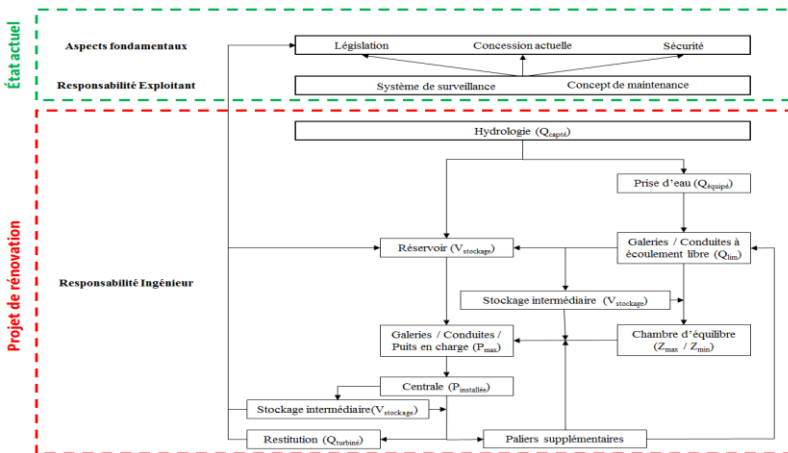 État actuel
Aspects fondamentaux
Législation
Concession actuelle
Sécurité
Responsabilité Exploitant
Système de surveillance
Concept de maintenance
Projet de rénovation
Hydrologie (Qcapté)
Prise d'eau (Qéquipé)
Réservoir (Vstockage)
Galeries / Conduites à
écoulement libre (Qlim)
Responsabilité Ingénieur
Stockage intermédiaire (Vstockage)
Galeries / Conduites /
Puits en charge (Pmax)
Chambre d'équilibre
(Zmax / Zmin)
Centrale (Pinstallée)
Stockage intermédiaire(Vstockage)
Restitution (Qturbiné)
Paliers supplémentaires